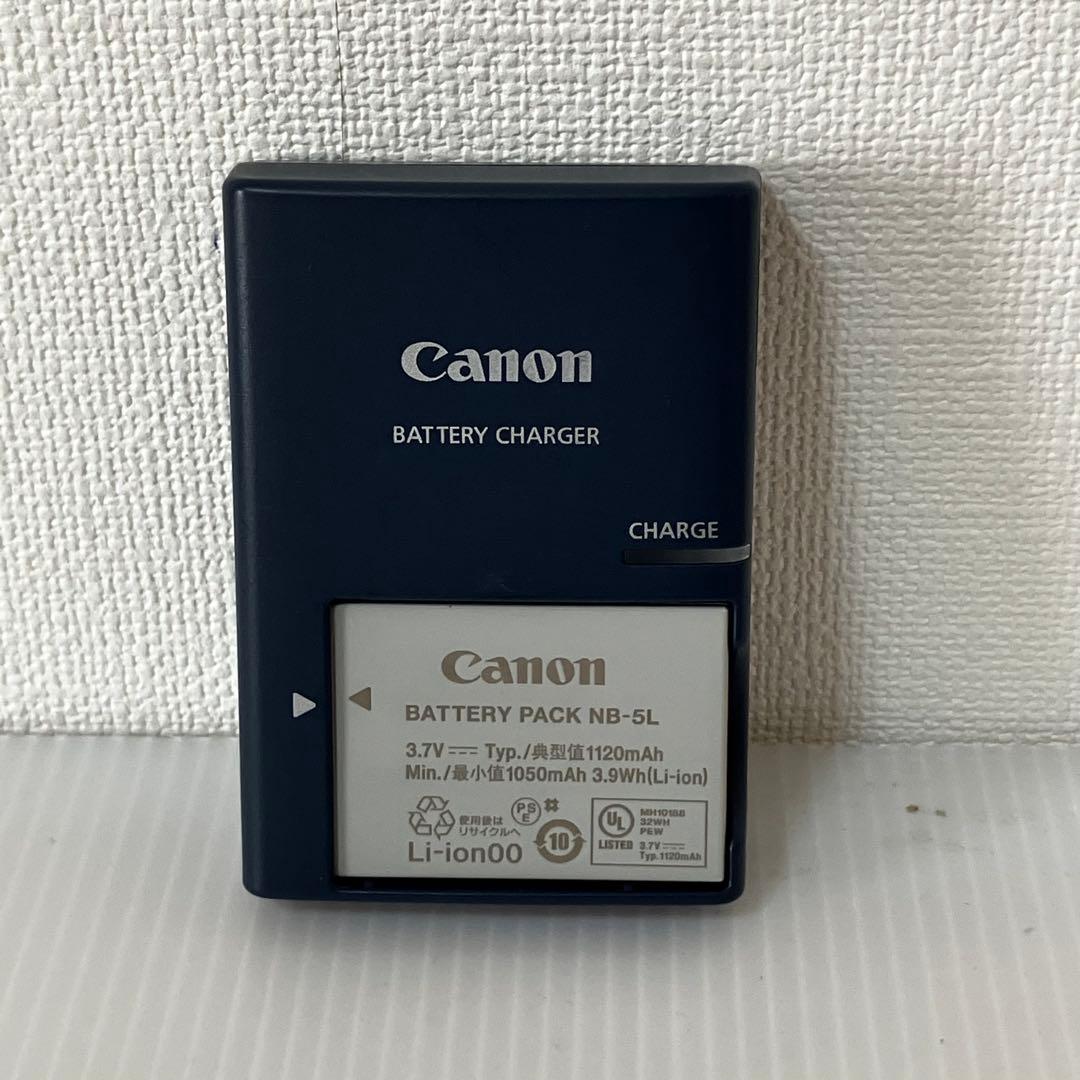 Canon
BATTERY CHARGER
CHARGE
Canon
BATTERY PACK NB-5L
3.7V⎓ Typ./典型值1120mAh
Min./最小值1050mAh 3.9Wh(Li-ion)
使用後は
リサイクルへ
Li-ion00
PS
E
10
UL
LISTED
MH10188
32WH
PEW
3.7V⎓
Typ.1120mAh